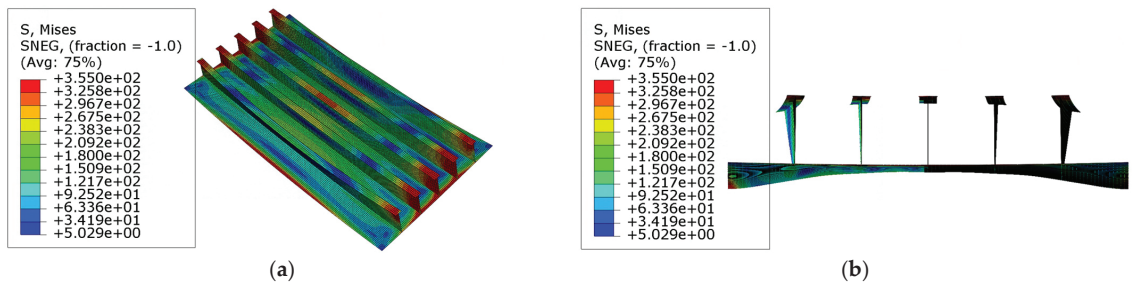 S, Mises
SNEG, (fraction = -1.0)
(Avg: 75%)
+3.550e+02
+3.258e+02
+2.967e+02
+2.675e+02
+2.383e+02
+2.092e+02
+1.800e+02
+1.509e+02
+1.217e+02
+9.252e+01
+6.336e+01
+3.419e+01
+5.029e+00
(a)
S, Mises
SNEG, (fraction = -1.0)
(Avg: 75%)
+3.550e+02
+3.258e+02
+2.967e+02
+2.675e+02
+2.383e+02
+2.092e+02
+1.800e+02
+1.509e+02
+1.217e+02
+9.252e+01
+6.336e+01
+3.419e+01
+5.029e+00
(b)